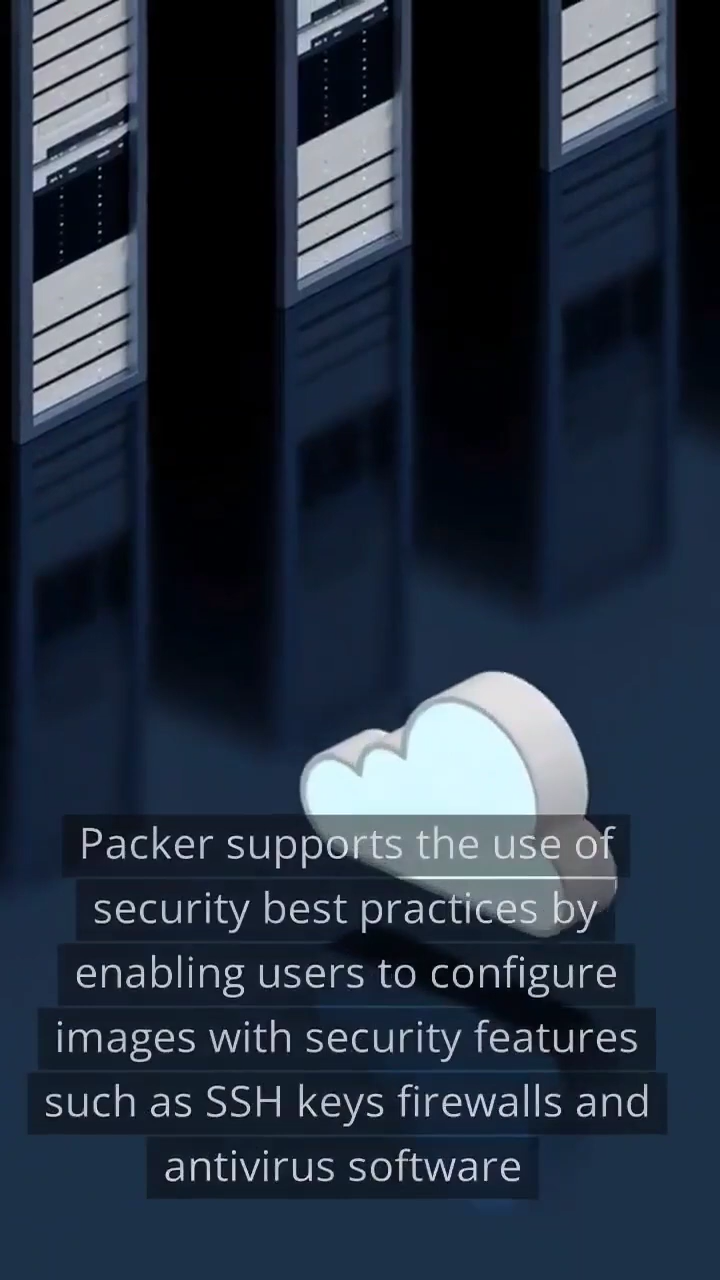 Packer supports the use of
security best practices by
enabling users to configure
images with security features
such as SSH keys firewalls and
antivirus software